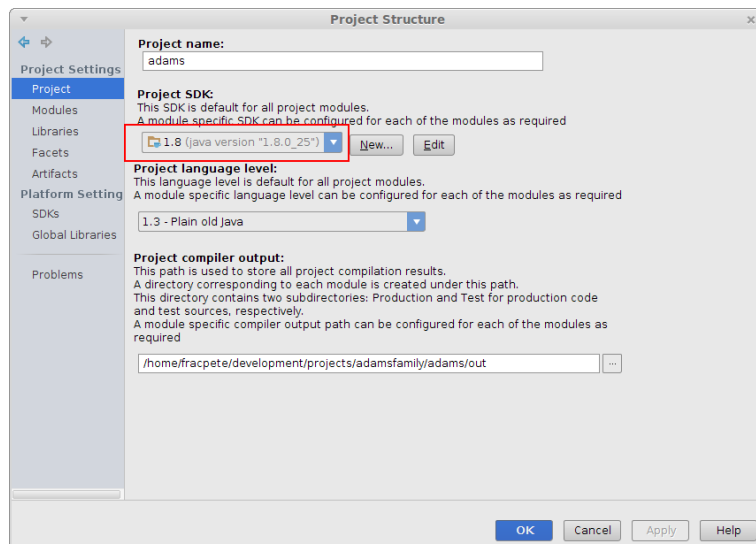 Project Structure
Project Settings
Project
Modules
Libraries
Facets
Artifacts
Platform Setting
SDKs
Global Libraries
Problems
Project name:
adams
Project SDK:
This SDK is default for all project modules.
A module specific SDK can be configured for each of the modules as required
1.8 (java version "1.8.0_25")
New...
Edit
Project language level:
This language level is default for all project modules.
A module specific language level can be configured for each of the modules as required
1.3 - Plain old Java
Project compiler output:
This path is used to store all project compilation results.
A directory corresponding to each module is created under this path.
This directory contains two subdirectories: Production and Test for production code
and test sources, respectively.
A module specific compiler output path can be configured for each of the modules as
required
/home/fracpete/development/projects/adamsfamily/adams/out
...
OK
Cancel
Apply
Help